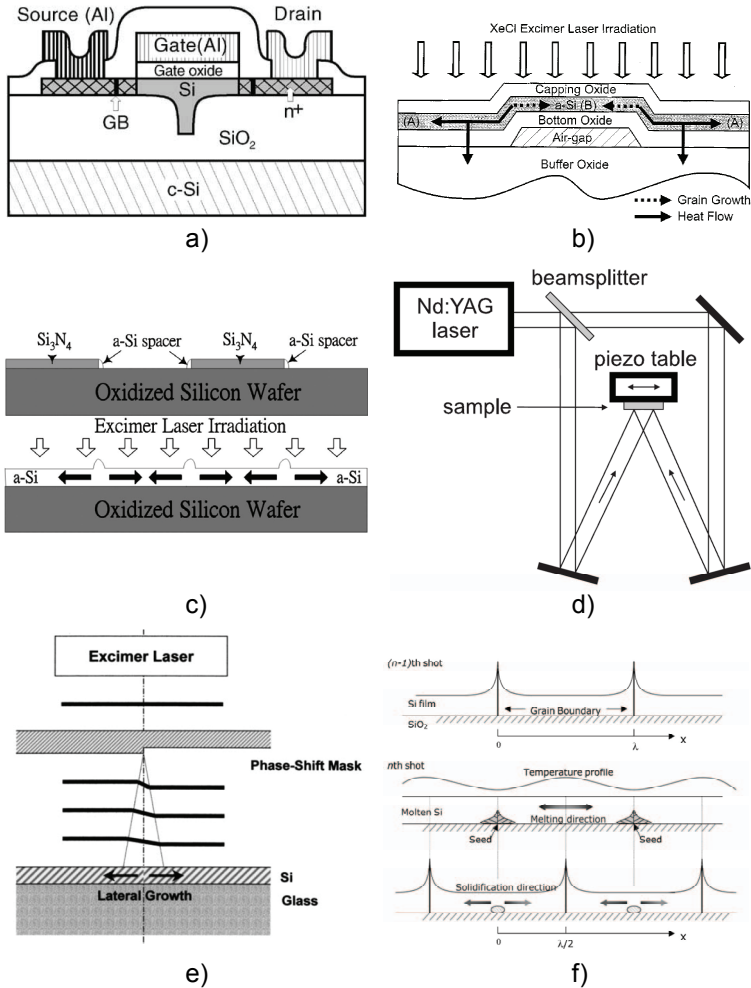 Source (Al)
Drain
Gate(Al)
Gate oxide
Si
GB
n+
SiO2
c-Si
a)
XeCl Excimer Laser Irradiation
Capping Oxide
(A)
a-Si (B)
(A)
Bottom Oxide
Air-gap
Buffer Oxide
Grain Growth
Heat Flow
b)
Si3N4
a-Si spacer
Si3N4
a-Si spacer
Oxidized Silicon Wafer
Excimer Laser Irradiation
a-Si
a-Si
Oxidized Silicon Wafer
c)
beamsplitter
Nd:YAG
laser
piezo table
sample
d)
Excimer Laser
Phase-Shift Mask
Si
Lateral Growth
Glass
e)
(n-1)th shot
Si film
Grain Boundary
SiO2
0
λ
x
nth shot
Temperature profile
Molten Si
Melting direction
Seed
Seed
Solidification direction
0
λ/2
x
f)